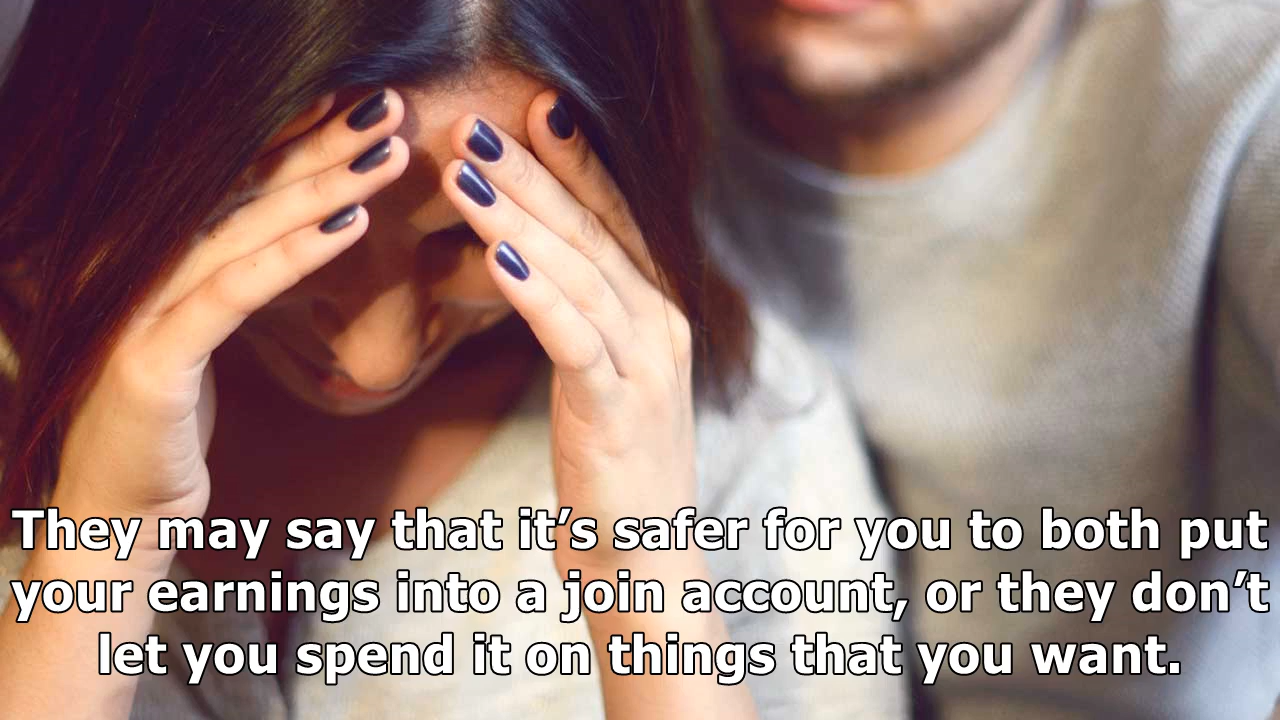 They may say that it’s safer for you to both put
your earnings into a join account, or they don’t
let you spend it on things that you want.